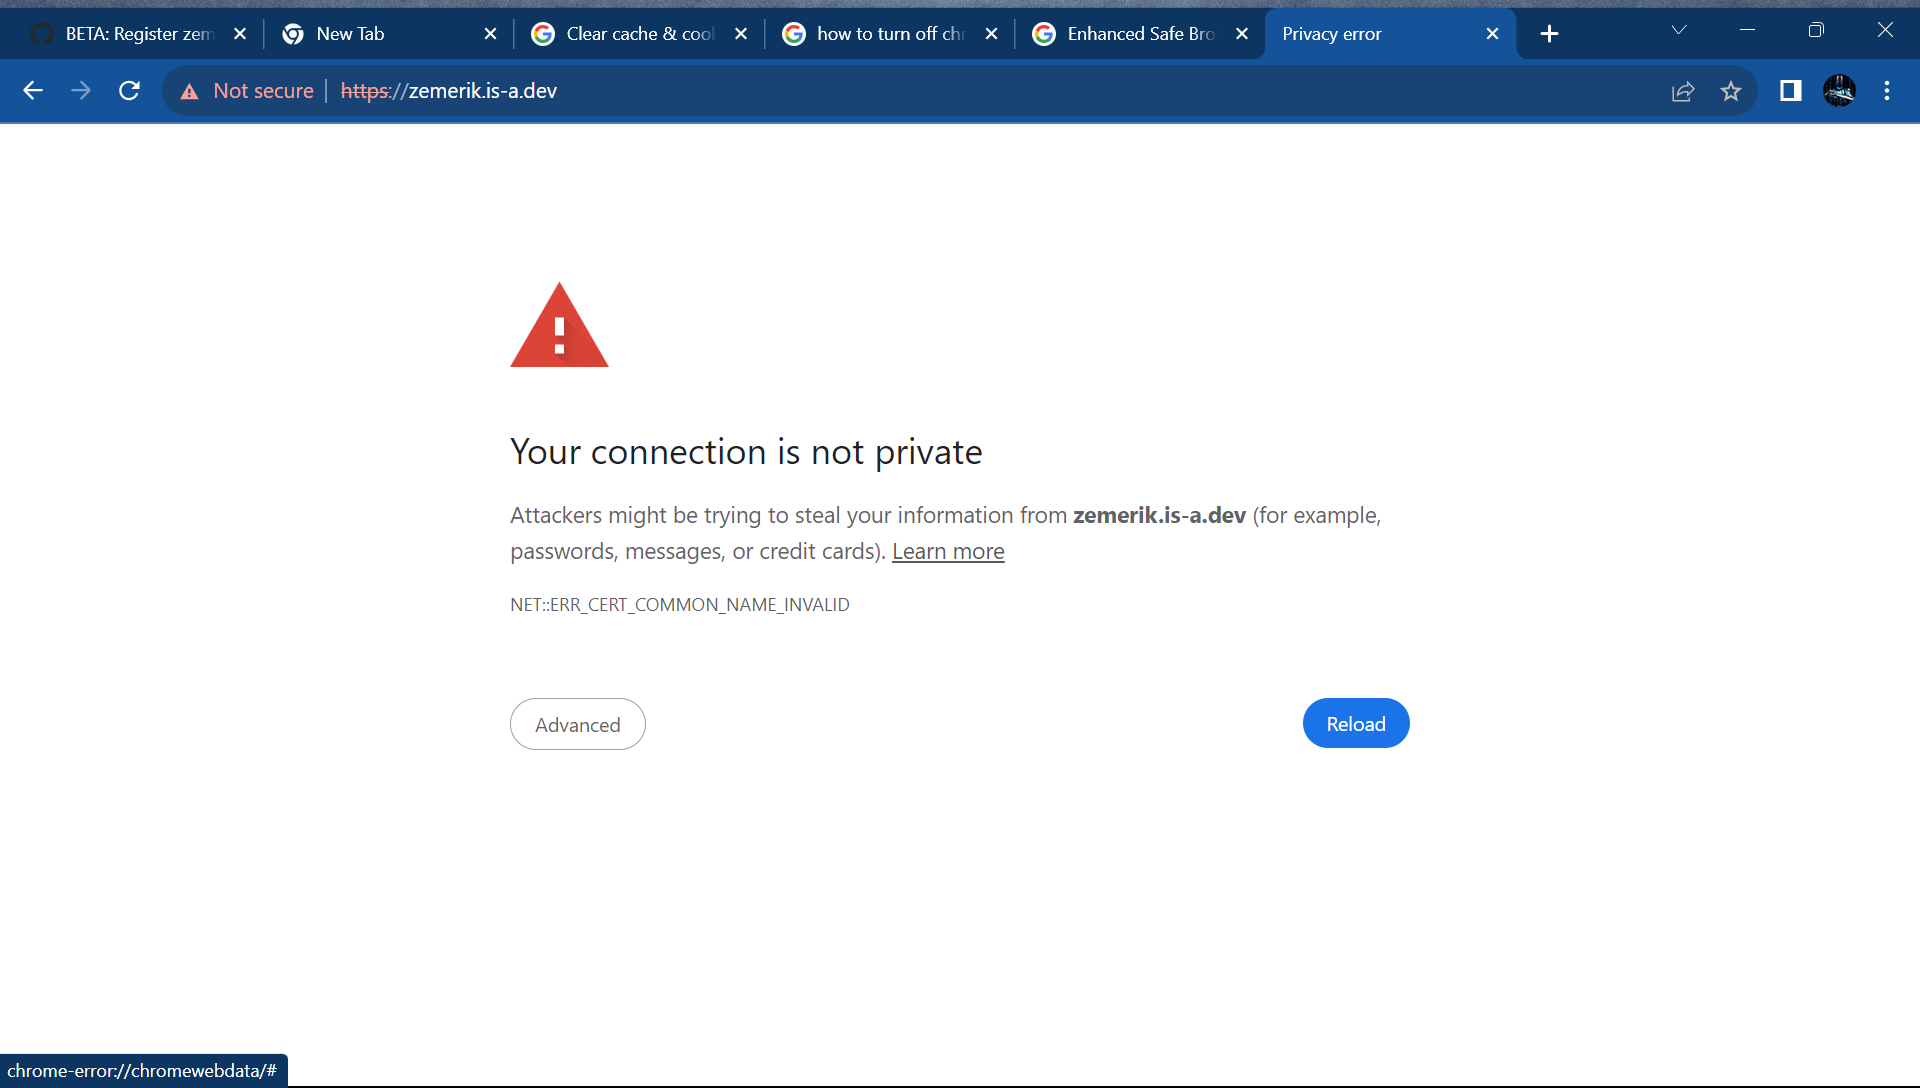 BETA: Register zem
New Tab
Clear cache & cool
how to turn off chr
Enhanced Safe Bro
Privacy error
Not secure
https://zemerik.is-a.dev
Your connection is not private
Attackers might be trying to steal your information from zemerik.is-a.dev (for example,
passwords, messages, or credit cards). Learn more
NET::ERR_CERT_COMMON_NAME_INVALID
Advanced
Reload
chrome-error://chromewebdata/#